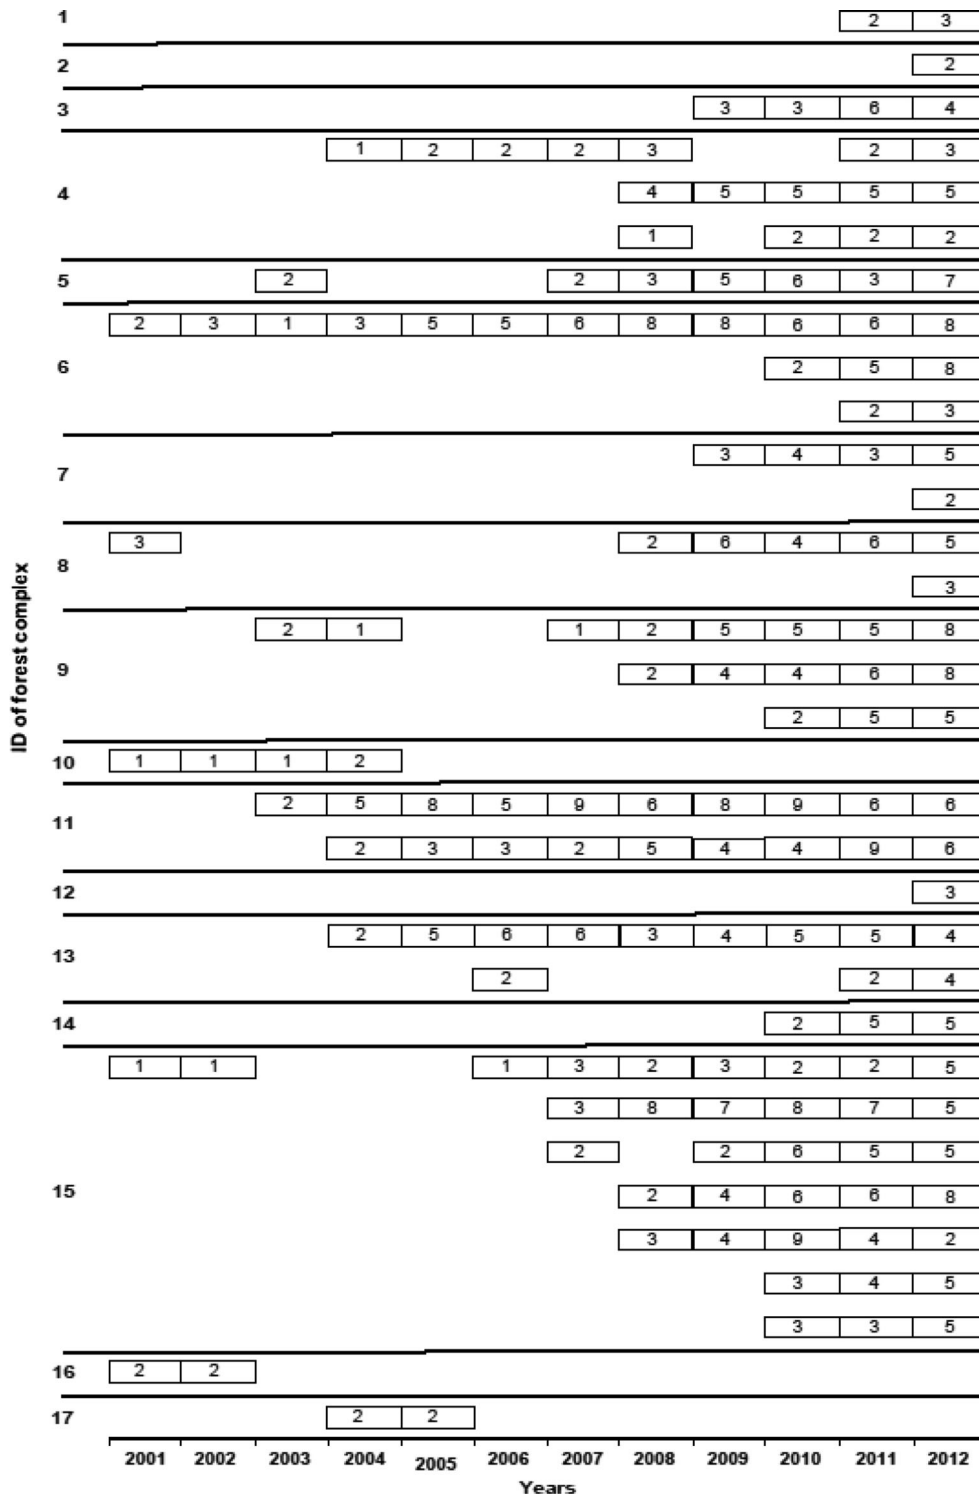 1 2 3
2 2
3 3 3 6 4
1 2 2 2 3 2 3
4 4 5 5 5 5
1 2 2 2
5 2 2 3 5 6 3 7
2 3 1 3 5 5 6 8 8 6 6 8
6 2 5 8
2 3
3 4 3 5
7
2
3 2 6 4 6 5
8
3
2 1 1 2 5 5 5 8
9 2 4 4 6 8
2 5 5
10 1 1 1 2
2 5 8 5 9 6 8 9 6 6
11
2 3 3 2 5 4 4 9 6
12 3
2 5 6 6 3 4 5 5 4
13
2 2 4
14 2 5 5
1 1 1 3 2 3 2 2 5
3 8 7 8 7 5
2 2 6 5 5
15 2 4 6 6 8
3 4 9 4 2
3 4 5
3 3 5
16 2 2
17 2 2
2001 2002 2003 2004 2005 2006 2007 2008 2009 2010 2011 2012
Years
ID of forest complex